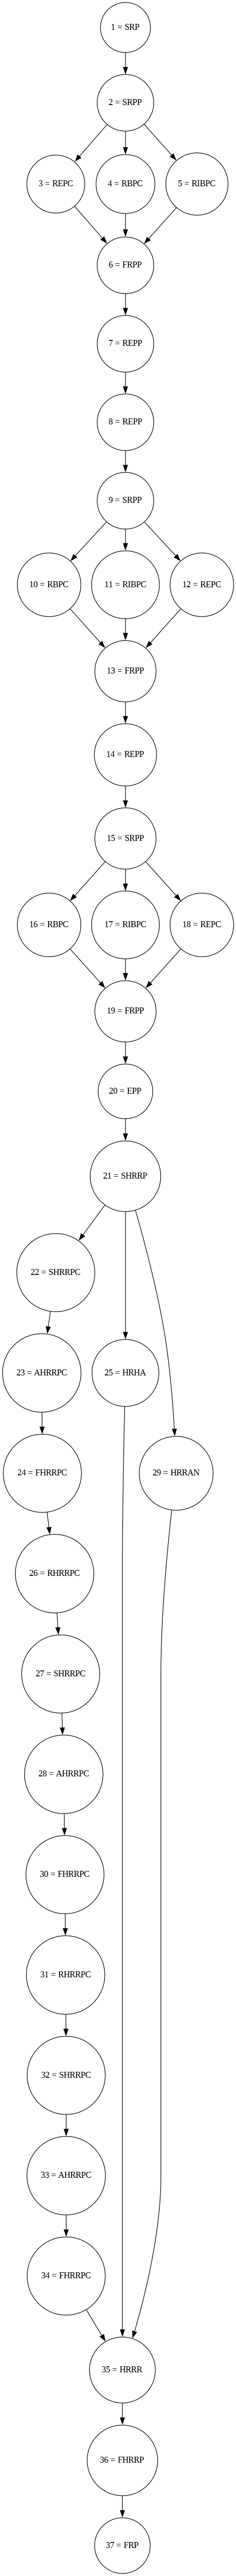 1 = SRP
2 = SRPP
3 = REPC
4 = RBPC
5 = RIBPC
6 = FRPP
7 = REPP
8 = REPP
9 = SRPP
10 = RBPC
11 = RIBPC
12 = REPC
13 = FRPP
14 = REPP
15 = SRPP
16 = RBPC
17 = RIBPC
18 = REPC
19 = FRPP
20 = EPP
21 = SHRRP
22 = SHRRPC
23 = AHRRPC
25 = HRHA
24 = FHRRPC
29 = HRRAN
26 = RHRRPC
27 = SHRRPC
28 = AHRRPC
30 = FHRRPC
31 = RHRRPC
32 = SHRRPC
33 = AHRRPC
34 = FHRRPC
35 = HRRR
36 = FHRRP
37 = FRP